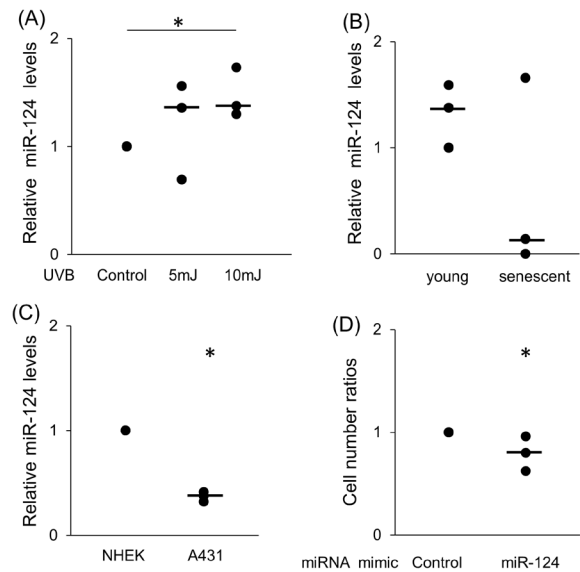 (A)
*
Relative miR-124 levels
2
1
0
UVB Control 5mJ 10mJ
(B)
Relative miR-124 levels
2
1
0
young senescent
(C)
*
Relative miR-124 levels
2
1
0
NHEK A431
(D)
*
Cell number ratios
2
1
0
miRNA mimic Control miR-124